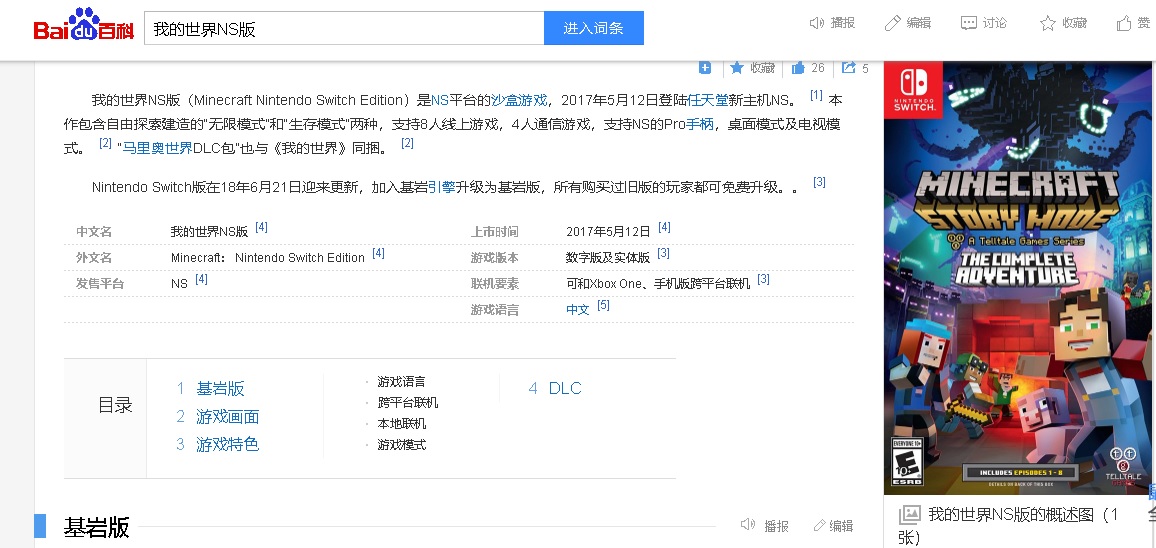 Baidu百科
我的世界NS版
进入词条
播报
编辑
讨论
收藏
赞
收藏
26
5
我的世界NS版（Minecraft Nintendo Switch Edition）是NS平台的沙盒游戏，2017年5月12日登陆任天堂新主机NS。 [1] 本
作包含自由探索建造的“无限模式”和“生存模式”两种，支持8人线上游戏，4人通信游戏，支持NS的Pro手柄，桌面模式及电视模
式。 [2] “马里奥世界DLC包”也与《我的世界》同捆。 [2]
Nintendo Switch版在18年6月21日迎来更新，加入基岩引擎升级为基岩版，所有购买过旧版的玩家都可免费升级。。 [3]
中文名 我的世界NS版 [4]
上市时间 2017年5月12日 [4]
外文名 Minecraft： Nintendo Switch Edition [4]
游戏版本 数字版及实体版 [3]
发售平台 NS [4]
联机要素 可和Xbox One、手机版跨平台联机 [3]
游戏语言 中文 [5]
目录
1 基岩版
2 游戏画面
3 游戏特色
· 游戏语言
· 跨平台联机
· 本地联机
· 游戏模式
4 DLC
基岩版
播报
编辑
NINTENDO
SWITCH
MINECRAFT
STORY MODE
A Telltale Games Series
THE COMPLETE
ADVENTURE
EVERYONE 10+
ESRB
INCLUDES EPISODES 1 - 8
DETAILS ON BACK OF THIS BOX
TELLTALE
我的世界NS版的概述图（1
张）